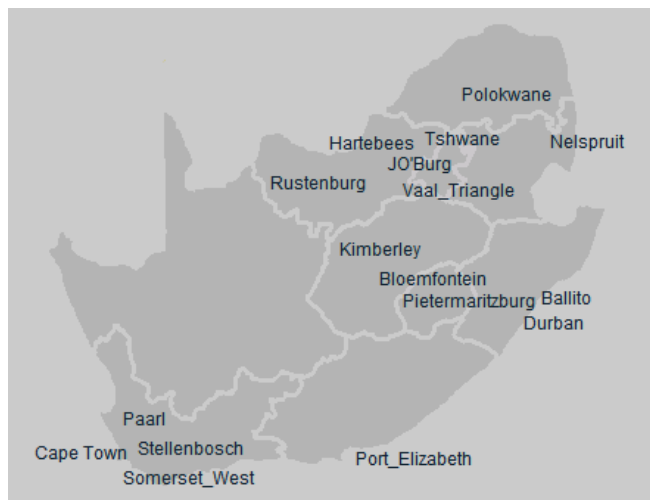 Polokwane
Hartebees
Tshwane
Nelspruit
JO'Burg
Rustenburg
Vaal_Triangle
Kimberley
Bloemfontein
Pietermaritzburg
Ballito
Durban
Paarl
Cape Town
Stellenbosch
Port_Elizabeth
Somerset_West